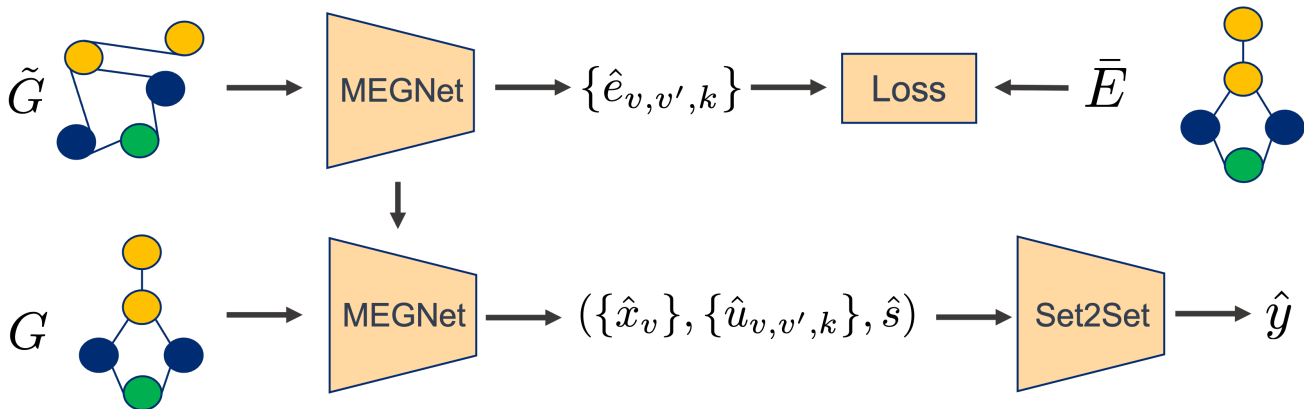 G̃ MEGNet {ê_{v,v′,k}} Loss Ē
G MEGNet ({x̂_v}, {û_{v,v′,k}}, ŝ) Set2Set ŷ